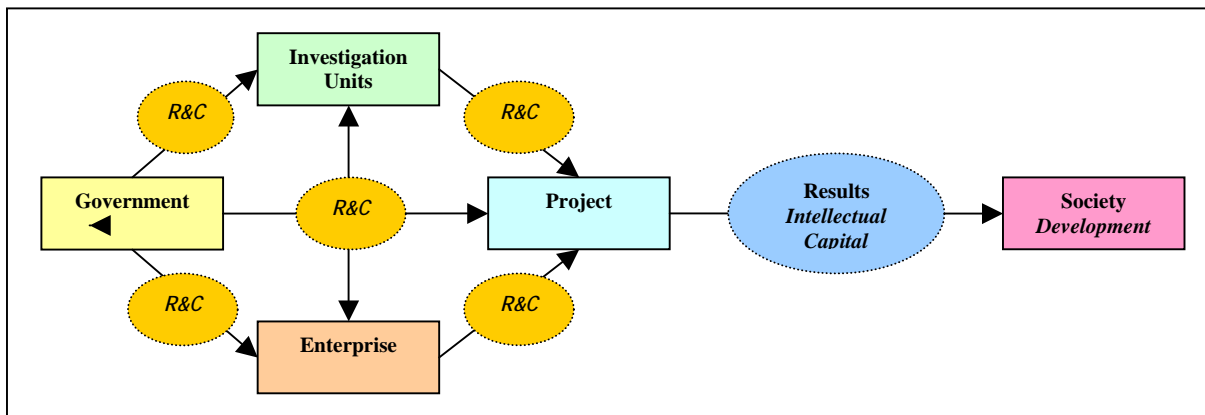 Investigation
Units
R&C
R&C
Government
R&C
Project
Results
Intellectual
Capital
Society
Development
R&C
R&C
Enterprise